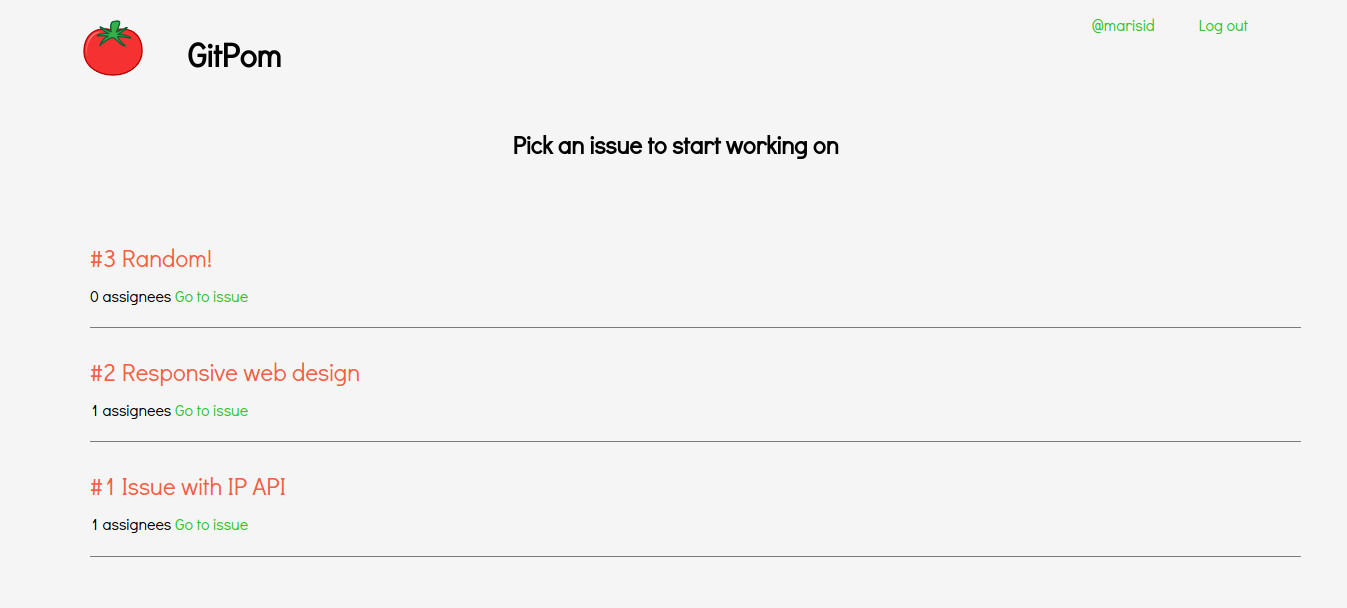 @marisid Log out
GitPom
Pick an issue to start working on
#3 Random!
0 assignees Go to issue
#2 Responsive web design
1 assignees Go to issue
#1 Issue with IP API
1 assignees Go to issue